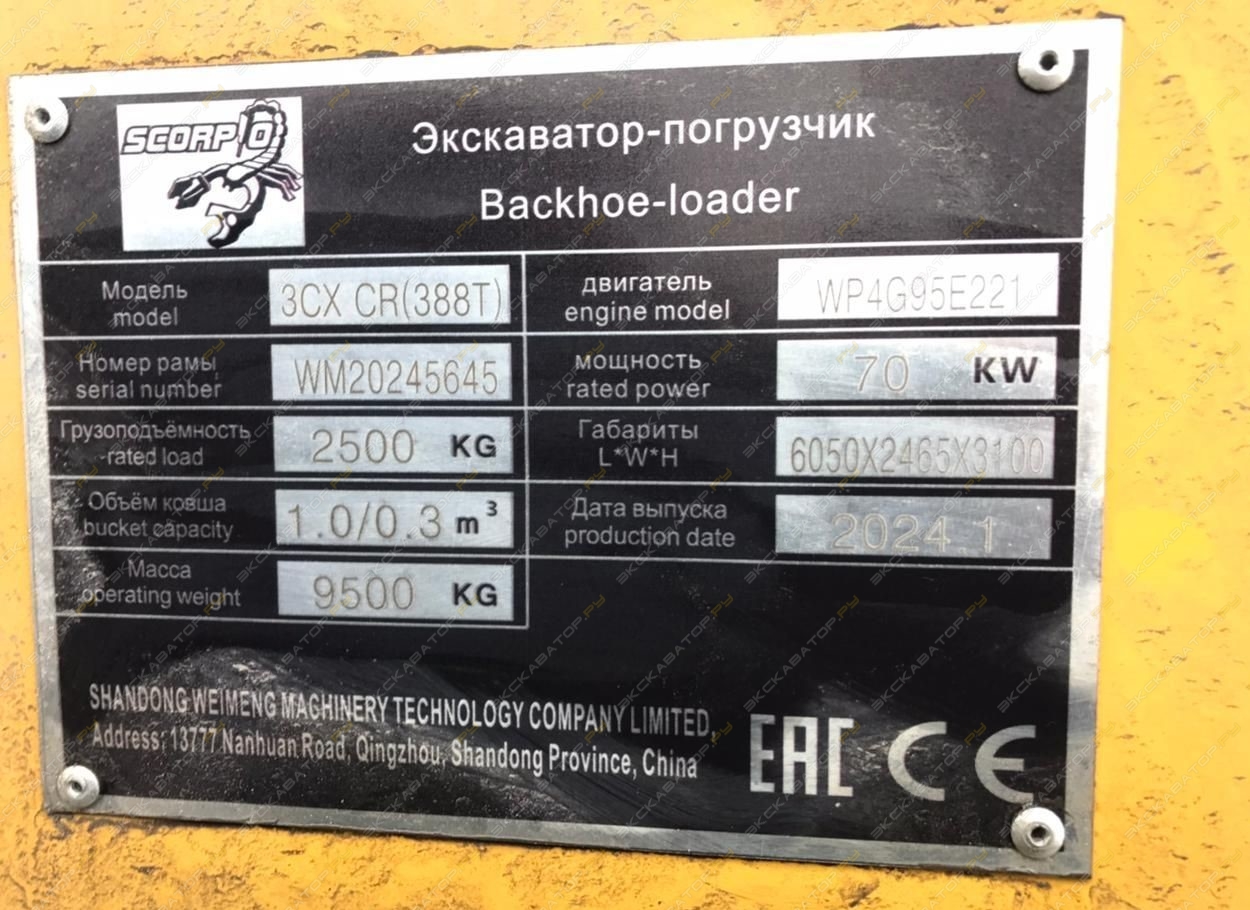 SCORPIO
Экскаватор-погрузчик
Backhoe-loader
Модель
model
3CX CR(388T)
двигатель
engine model
WP4G95E221
Номер рамы
serial number
WM20245645
мощность
rated power
70 KW
Грузоподъёмность
-rated load
2500 KG
Габариты
L*W*H
6050X2465X3100
Объём ковша
bucket capacity
1.0/0.3 m³
Дата выпуска
production date
2024.1
Масса
operating weight
9500 KG
SHANDONG WEIMENG MACHINERY TECHNOLOGY COMPANY LIMITED,
Address: 13777 Nanhuan Road, Qingzhou, Shandong Province, China
EAC CE
ЭКСКАВАТОР.РУ